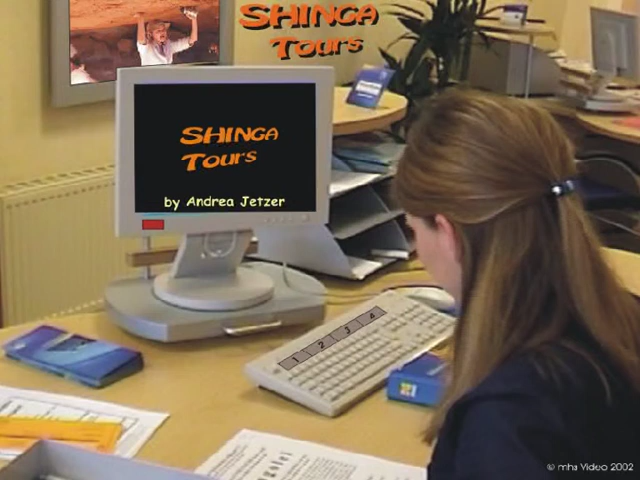 SHINGA
Tours
SHINGA
Tours
by Andrea Jetzer
1 2 3 4
© mha Video 2002